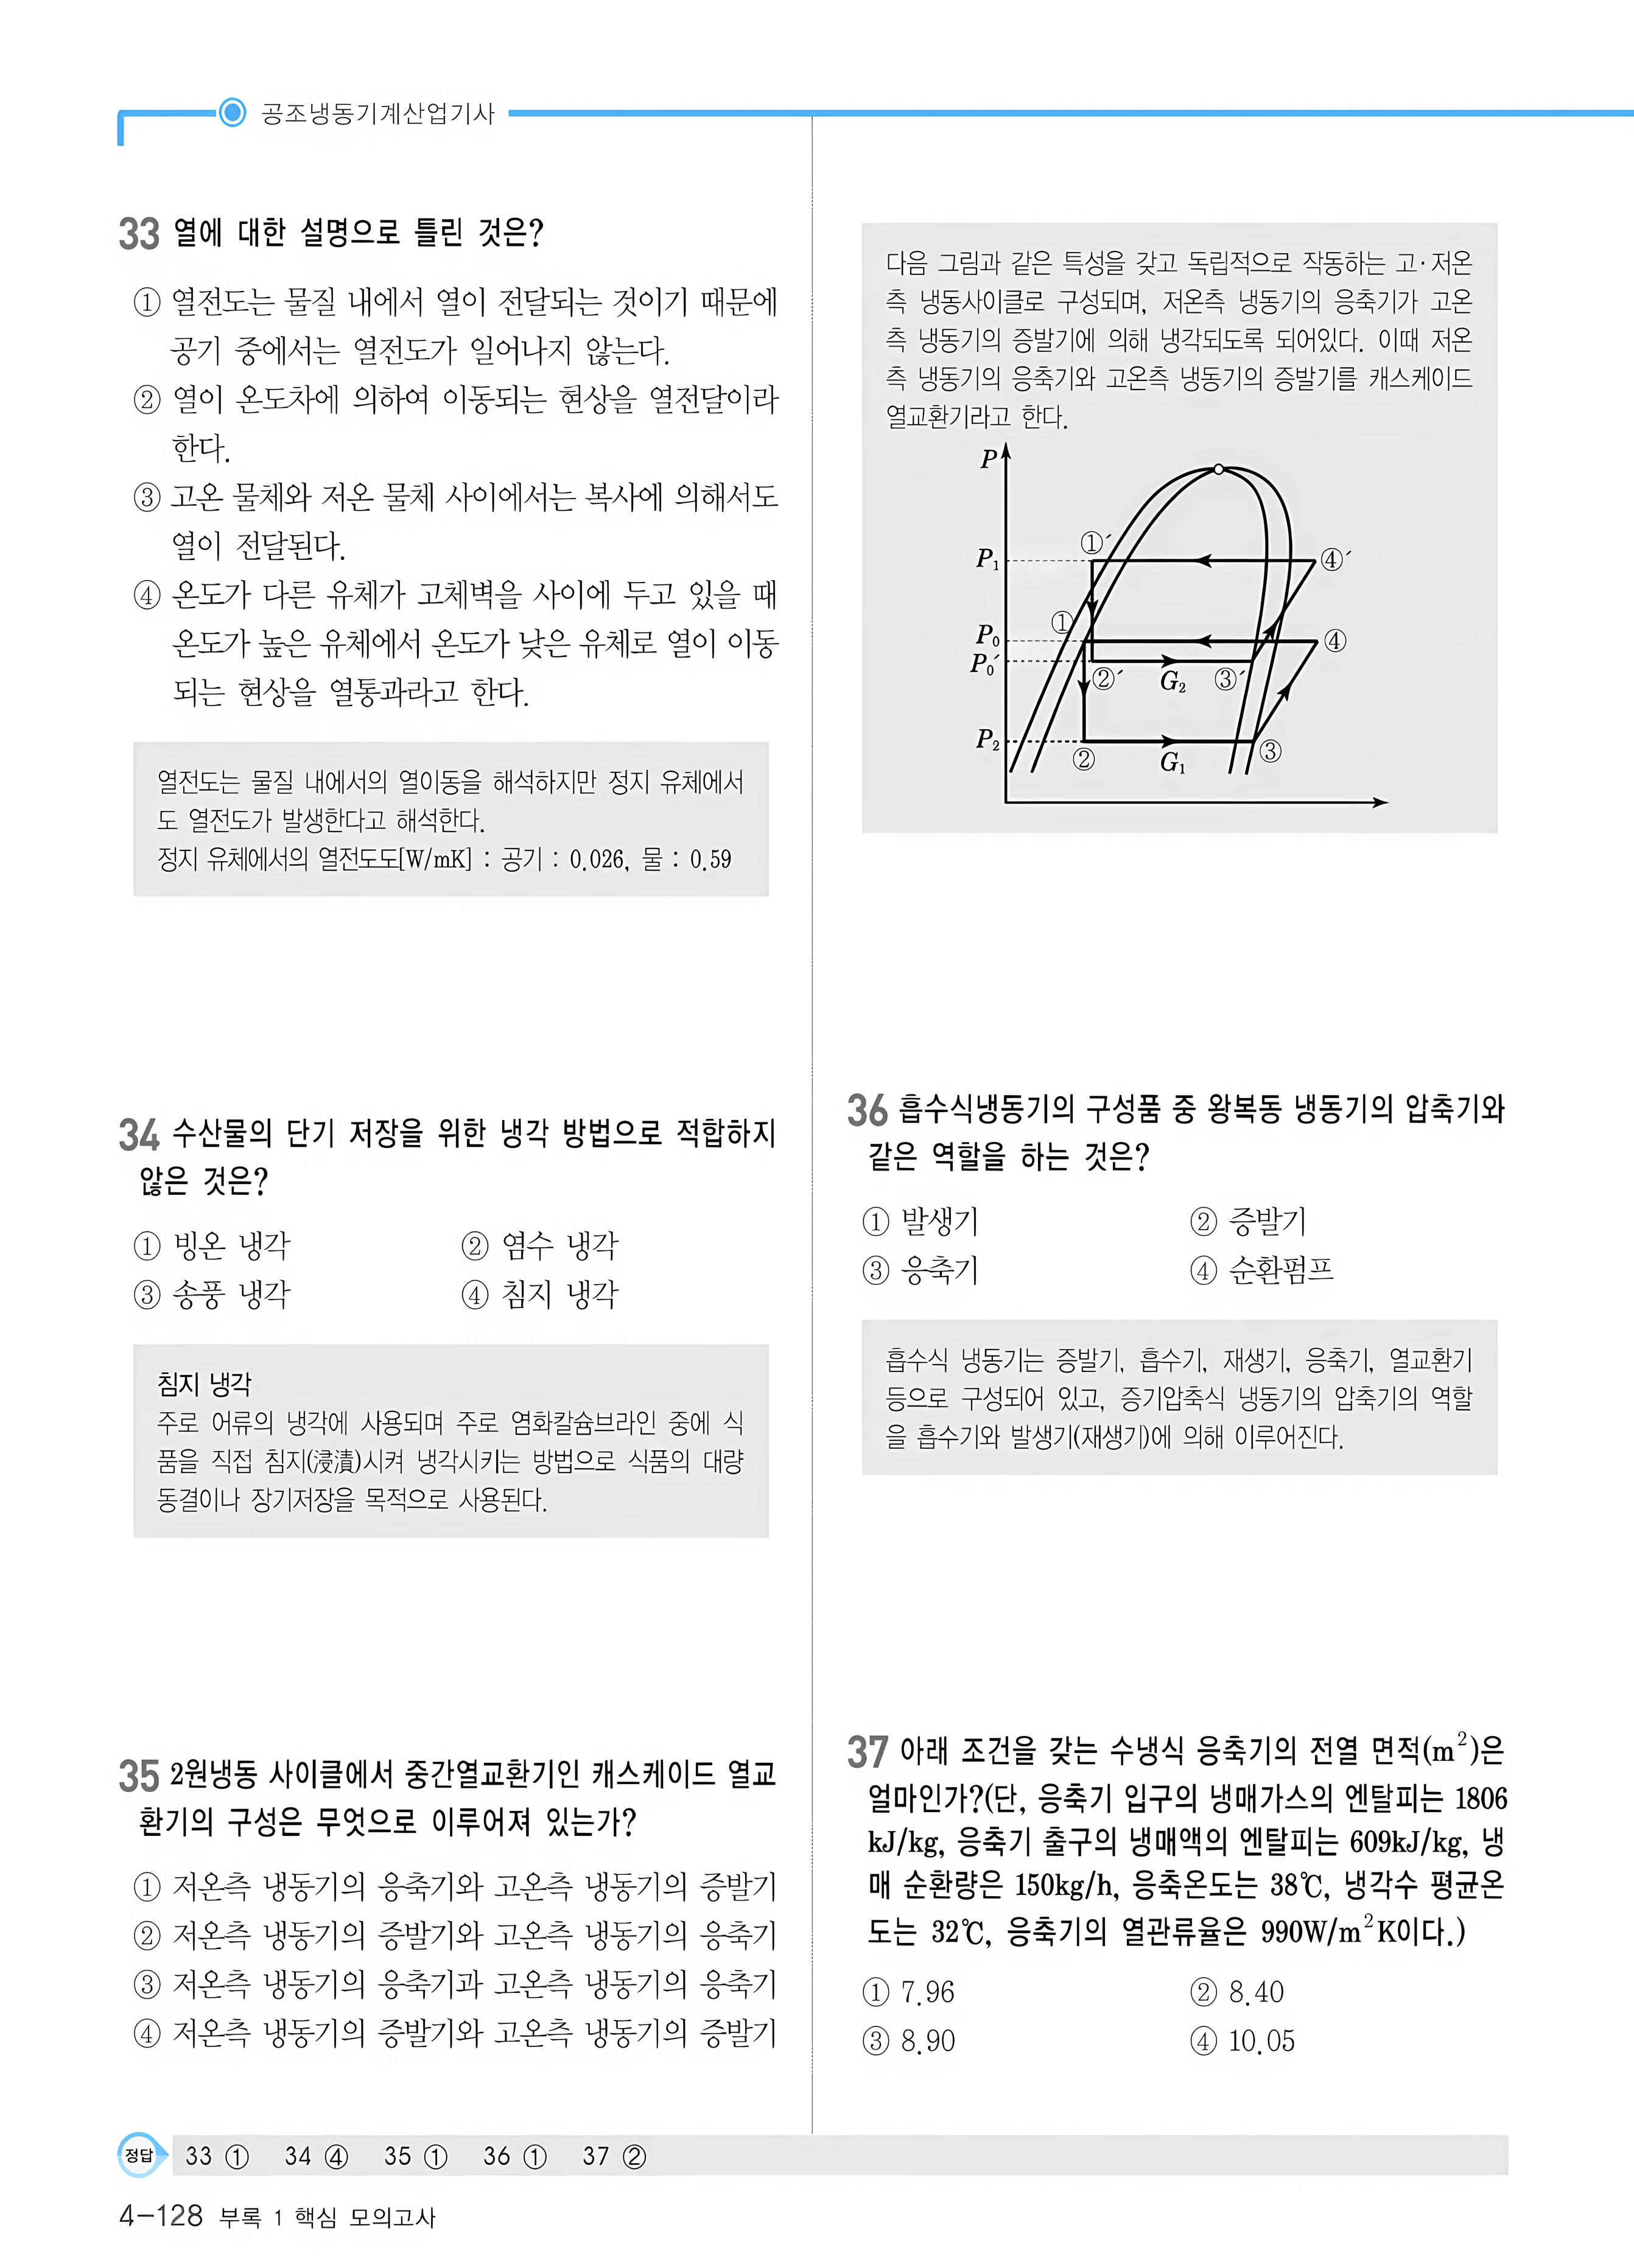 공조냉동기계산업기사
33 열에 대한 설명으로 틀린 것은?
① 열전도는 물질 내에서 열이 전달되는 것이기 때문에
공기 중에서는 열전도가 일어나지 않는다.
② 열이 온도차에 의하여 이동되는 현상을 열전달이라
한다.
③ 고온 물체와 저온 물체 사이에서는 복사에 의해서도
열이 전달된다.
④ 온도가 다른 유체가 고체벽을 사이에 두고 있을 때
온도가 높은 유체에서 온도가 낮은 유체로 열이 이동
되는 현상을 열통과라고 한다.
열전도는 물질 내에서의 열이동을 해석하지만 정지 유체에서
도 열전도가 발생한다고 해석한다.
정지 유체에서의 열전도도[W/mK] : 공기 : 0.026, 물 : 0.59
34 수산물의 단기 저장을 위한 냉각 방법으로 적합하지
않은 것은?
① 빙온 냉각 ② 염수 냉각
③ 송풍 냉각 ④ 침지 냉각
침지 냉각
주로 어류의 냉각에 사용되며 주로 염화칼슘브라인 중에 식
품을 직접 침지(浸漬)시켜 냉각시키는 방법으로 식품의 대량
동결이나 장기저장을 목적으로 사용된다.
35 2원냉동 사이클에서 중간열교환기인 캐스케이드 열교
환기의 구성은 무엇으로 이루어져 있는가?
① 저온측 냉동기의 응축기와 고온측 냉동기의 증발기
② 저온측 냉동기의 증발기와 고온측 냉동기의 응축기
③ 저온측 냉동기의 응축기과 고온측 냉동기의 응축기
④ 저온측 냉동기의 증발기와 고온측 냉동기의 증발기
다음 그림과 같은 특성을 갖고 독립적으로 작동하는 고·저온
측 냉동사이클로 구성되며, 저온측 냉동기의 응축기가 고온
측 냉동기의 증발기에 의해 냉각되도록 되어있다. 이때 저온
측 냉동기의 응축기와 고온측 냉동기의 증발기를 캐스케이드
열교환기라고 한다.
P
①′
P₁ ④′
①
P₀ ④
P₀′
②′ G₂ ③′
P₂ ③
② G₁
36 흡수식냉동기의 구성품 중 왕복동 냉동기의 압축기와
같은 역할을 하는 것은?
① 발생기 ② 증발기
③ 응축기 ④ 순환펌프
흡수식 냉동기는 증발기, 흡수기, 재생기, 응축기, 열교환기
등으로 구성되어 있고, 증기압축식 냉동기의 압축기의 역할
을 흡수기와 발생기(재생기)에 의해 이루어진다.
37 아래 조건을 갖는 수냉식 응축기의 전열 면적(m²)은
얼마인가?(단, 응축기 입구의 냉매가스의 엔탈피는 1806
kJ/kg, 응축기 출구의 냉매액의 엔탈피는 609kJ/kg, 냉
매 순환량은 150kg/h, 응축온도는 38℃, 냉각수 평균온
도는 32℃, 응축기의 열관류율은 990W/m²K이다.)
① 7.96 ② 8.40
③ 8.90 ④ 10.05
정답 33 ① 34 ④ 35 ① 36 ① 37 ②
4-128 부록 1 핵심 모의고사